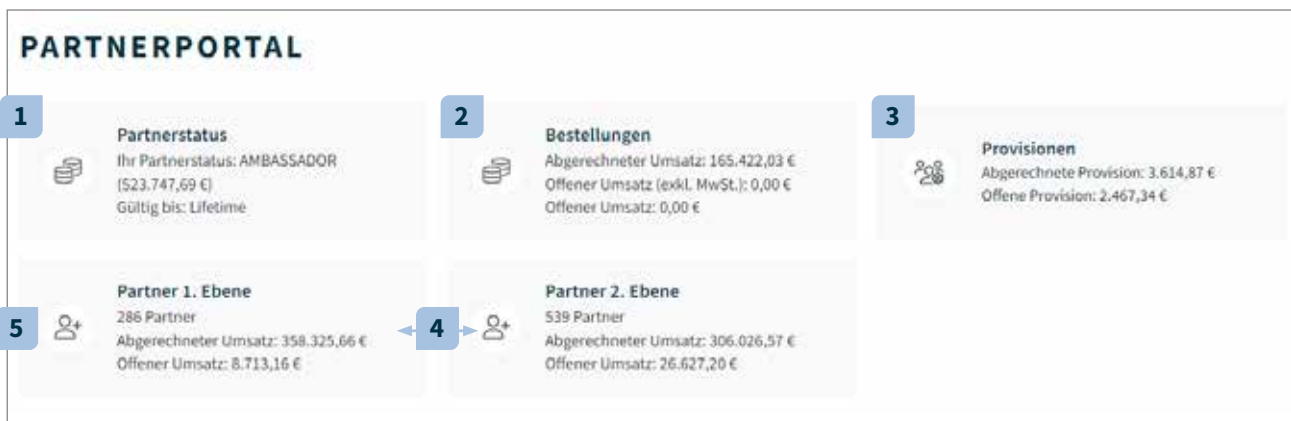 PARTNERPORTAL
1
Partnerstatus
Ihr Partnerstatus: AMBASSADOR
(523.747,69 €)
Gültig bis: Lifetime
2
Bestellungen
Abgerechneter Umsatz: 165.422,03 €
Offener Umsatz (exkl. MwSt.): 0,00 €
Offener Umsatz: 0,00 €
3
Provisionen
Abgerechnete Provision: 3.614,87 €
Offene Provision: 2.467,34 €
5
Partner 1. Ebene
286 Partner
Abgerechneter Umsatz: 358.325,66 €
Offener Umsatz: 8.713,16 €
4
Partner 2. Ebene
539 Partner
Abgerechneter Umsatz: 306.026,57 €
Offener Umsatz: 26.627,20 €